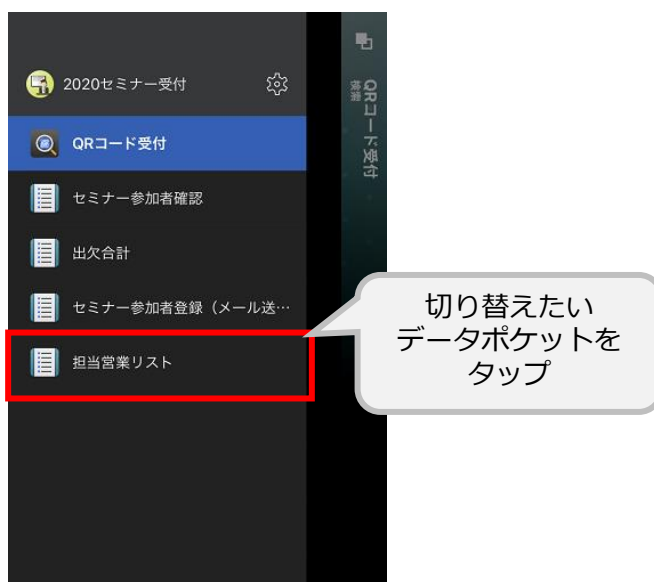 2020セミナー受付
QRコード受付
セミナー参加者確認
出欠合計
セミナー参加者登録（メール送…
担当営業リスト
QRコード受付
検索
切り替えたい
データポケットを
タップ